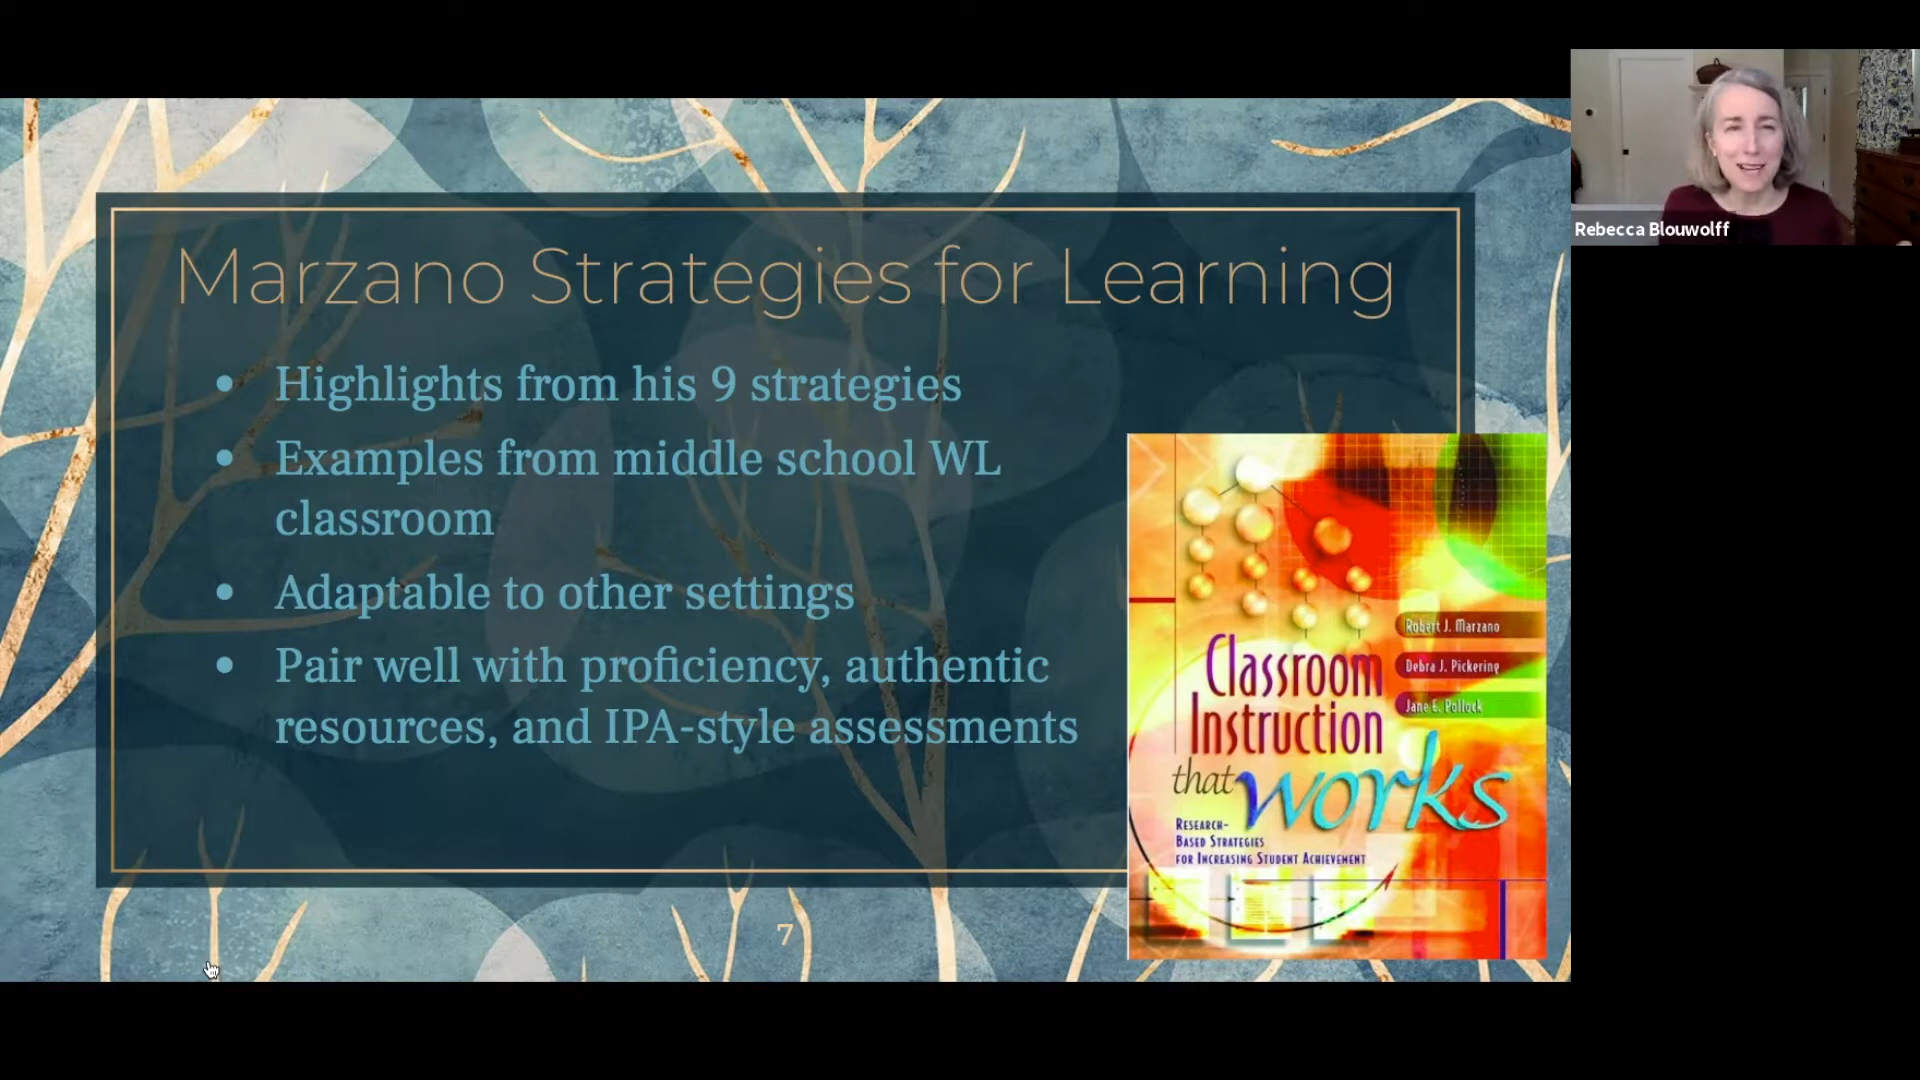 Marzano Strategies for Learning
• Highlights from his 9 strategies
• Examples from middle school WL
classroom
• Adaptable to other settings
• Pair well with proficiency, authentic
resources, and IPA-style assessments
7
Robert J. Marzano
Debra J. Pickering
Jane E. Pollock
Classroom
Instruction
that works
RESEARCH-
BASED STRATEGIES
FOR INCREASING STUDENT ACHIEVEMENT
Rebecca Blouwolff